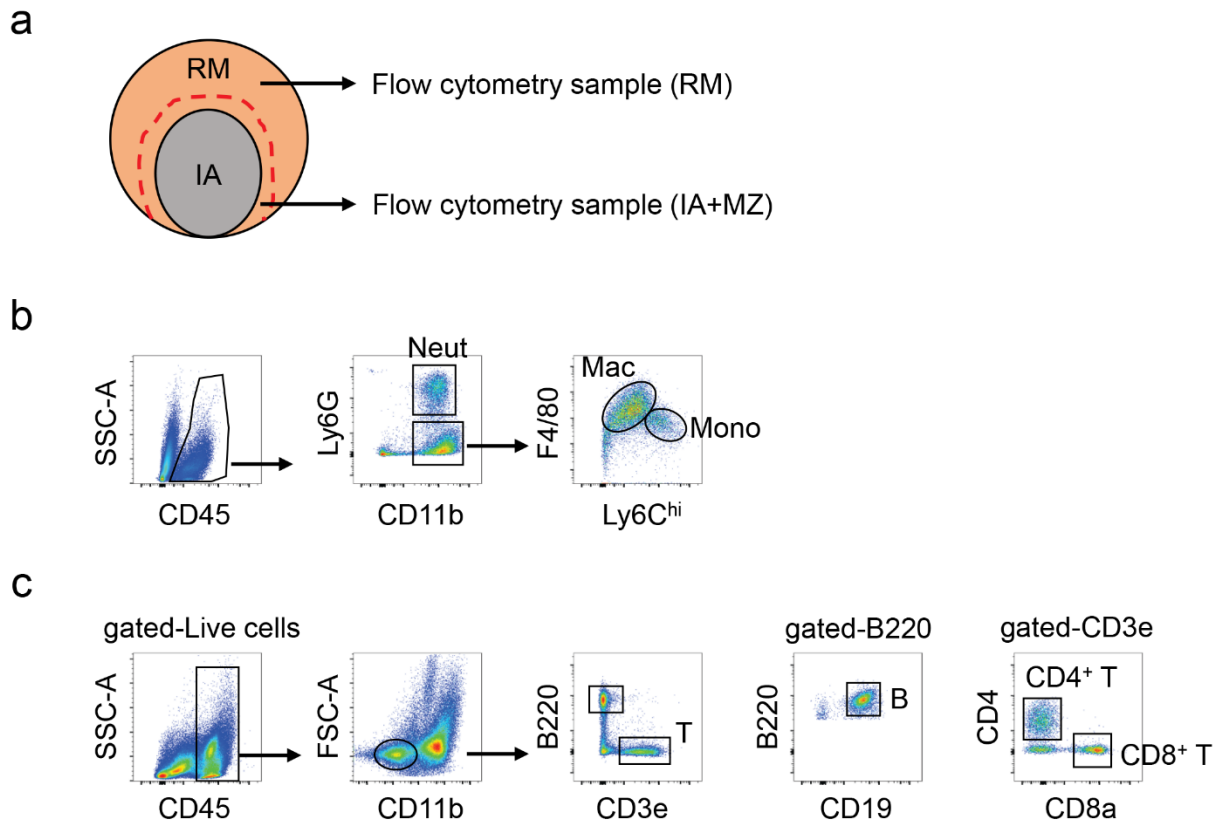 a
RM
Flow cytometry sample (RM)
IA
Flow cytometry sample (IA+MZ)
b
SSC-A
CD45
Neut
Ly6G
CD11b
Mac
Mono
F4/80
Ly6Cʰⁱ
c
gated-Live cells
SSC-A
CD45
FSC-A
CD11b
B220
T
CD3e
gated-B220
B220
B
CD19
gated-CD3e
CD4⁺ T
CD4
CD8⁺ T
CD8a